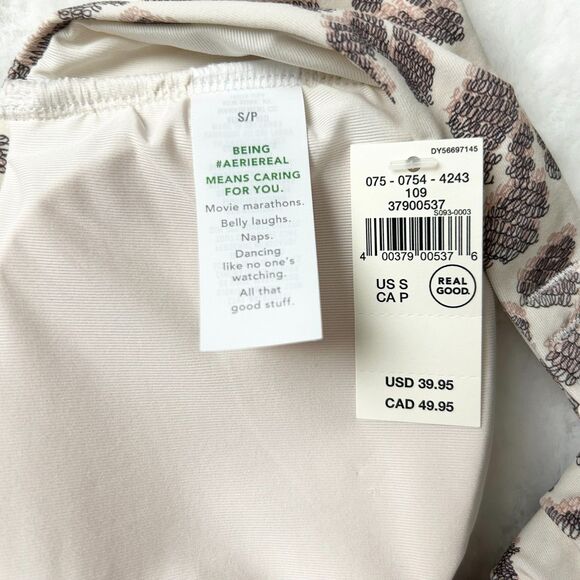 S/P
BEING
#AERIEREAL
MEANS CARING
FOR YOU.
Movie marathons.
Belly laughs.
Naps.
Dancing
like no one's
watching.
All that
good stuff.
DY56697145
075 - 0754 - 4243
109
37900537
S093-0003
4 00379 00537 6
US S
CA P
REAL
GOOD.
USD 39.95
CAD 49.95